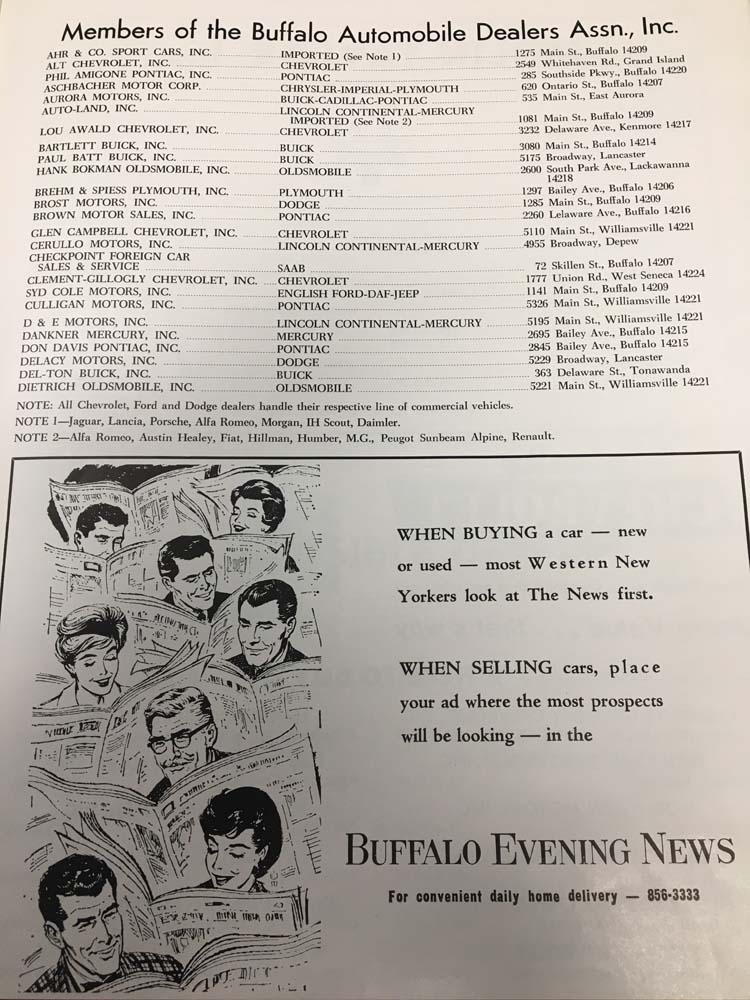 Members of the Buffalo Automobile Dealers Assn., Inc.
AHR & CO. SPORT CARS, INC. IMPORTED (See Note 1) 1275 Main St., Buffalo 14209
ALT CHEVROLET, INC. CHEVROLET 2549 Whitehaven Rd., Grand Island
PHIL AMIGONE PONTIAC, INC. PONTIAC 285 Southside Pkwy., Buffalo 14220
ASCHBACHER MOTOR CORP. CHRYSLER-IMPERIAL-PLYMOUTH 620 Ontario St., Buffalo 14207
AURORA MOTORS, INC. BUICK-CADILLAC-PONTIAC 535 Main St., East Aurora
AUTO-LAND, INC. LINCOLN CONTINENTAL-MERCURY
IMPORTED (See Note 2) 1081 Main St., Buffalo 14209
LOU AWALD CHEVROLET, INC. CHEVROLET 3232 Delaware Ave., Kenmore 14217
BARTLETT BUICK, INC. BUICK 3080 Main St., Buffalo 14214
PAUL BATT BUICK, INC. BUICK 5175 Broadway, Lancaster
HANK BOKMAN OLDSMOBILE, INC. OLDSMOBILE 2600 South Park Ave., Lackawanna
14218
BREHM & SPIESS PLYMOUTH, INC. PLYMOUTH 1297 Bailey Ave., Buffalo 14206
BROST MOTORS, INC. DODGE 1285 Main St., Buffalo 14209
BROWN MOTOR SALES, INC. PONTIAC 2260 Lelaware Ave., Buffalo 14216
GLEN CAMPBELL CHEVROLET, INC. CHEVROLET 5110 Main St., Williamsville 14221
CERULLO MOTORS, INC. LINCOLN CONTINENTAL-MERCURY 4955 Broadway, Depew
CHECKPOINT FOREIGN CAR
SALES & SERVICE SAAB 72 Skillen St., Buffalo 14207
CLEMENT-GILLOGLY CHEVROLET, INC. CHEVROLET 1777 Union Rd., West Seneca 14224
SYD COLE MOTORS, INC. ENGLISH FORD-DAF-JEEP 1141 Main St., Buffalo 14209
CULLIGAN MOTORS, INC. PONTIAC 5326 Main St., Williamsville 14221
D & E MOTORS, INC. LINCOLN CONTINENTAL-MERCURY 5195 Main St., Williamsville 14221
DANKNER MERCURY, INC. MERCURY 2695 Bailey Ave., Buffalo 14215
DON DAVIS PONTIAC, INC. PONTIAC 2845 Bailey Ave., Buffalo 14215
DELACY MOTORS, INC. DODGE 5229 Broadway, Lancaster
DEL-TON BUICK, INC. BUICK 363 Delaware St., Tonawanda
DIETRICH OLDSMOBILE, INC. OLDSMOBILE 5221 Main St., Williamsville 14221
NOTE: All Chevrolet, Ford and Dodge dealers handle their respective line of commercial vehicles.
NOTE 1—Jaguar, Lancia, Porsche, Alfa Romeo, Morgan, IH Scout, Daimler.
NOTE 2—Alfa Romeo, Austin Healey, Fiat, Hillman, Humber, M.G., Peugot Sunbeam Alpine, Renault.
WHEN BUYING a car — new
or used — most Western New
Yorkers look at The News first.
WHEN SELLING cars, place
your ad where the most prospects
will be looking — in the
BUFFALO EVENING NEWS
For convenient daily home delivery — 856-3333